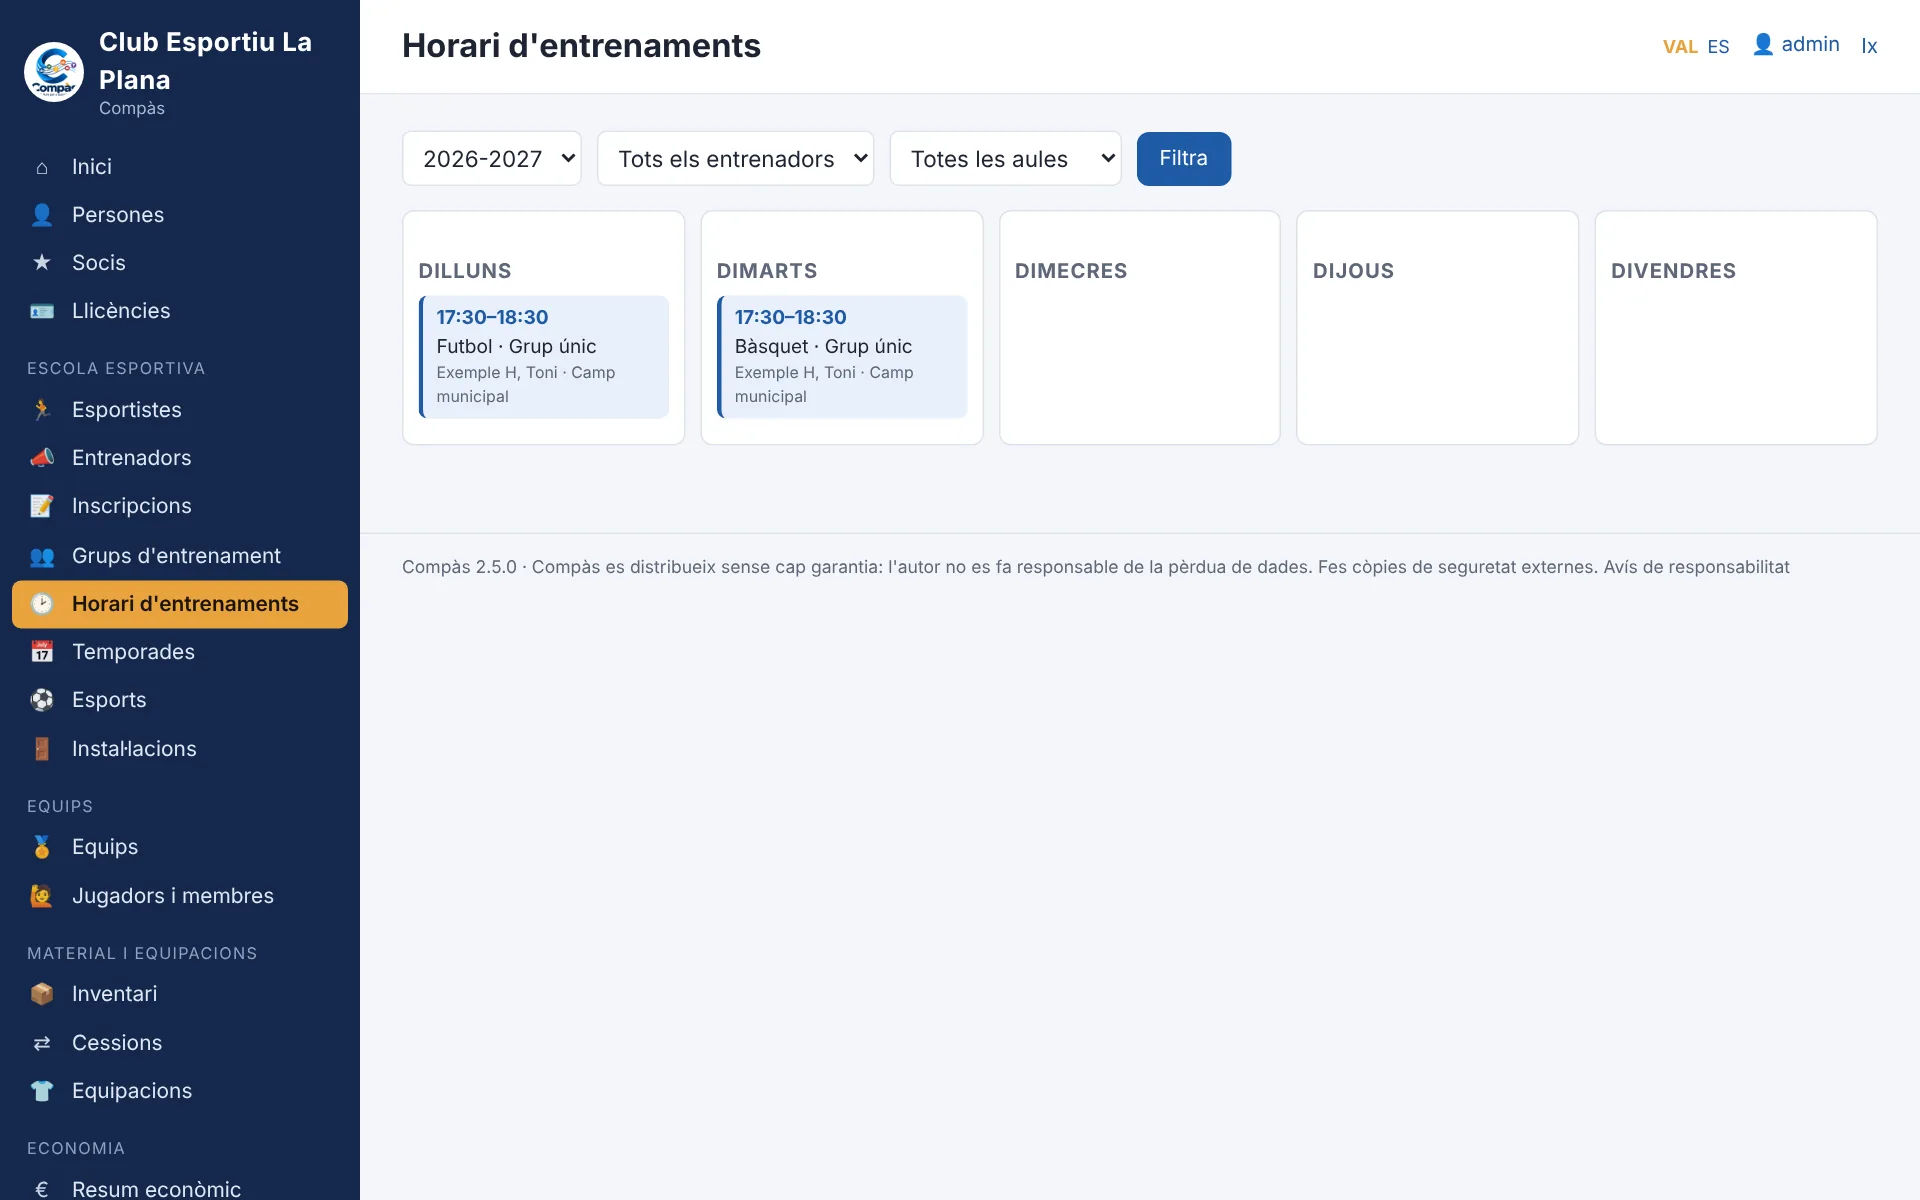 Club Esportiu La
Plana
Compàs
Inici
Persones
Socis
Llicències
ESCOLA ESPORTIVA
Esportistes
Entrenadors
Inscripcions
Grups d'entrenament
Horari d'entrenaments
Temporades
Esports
Instal·lacions
EQUIPS
Equips
Jugadors i membres
MATERIAL I EQUIPACIONS
Inventari
Cessions
Equipacions
ECONOMIA
€ Resum econòmic
Horari d'entrenaments
VAL ES admin Ix
2026-2027 Tots els entrenadors Totes les aules Filtra
DILLUNS
17:30–18:30
Futbol · Grup únic
Exemple H, Toni · Camp
municipal
DIMARTS
17:30–18:30
Bàsquet · Grup únic
Exemple H, Toni · Camp
municipal
DIMECRES
DIJOUS
DIVENDRES
Compàs 2.5.0 · Compàs es distribueix sense cap garantia: l'autor no es fa responsable de la pèrdua de dades. Fes còpies de seguretat externes. Avís de responsabilitat